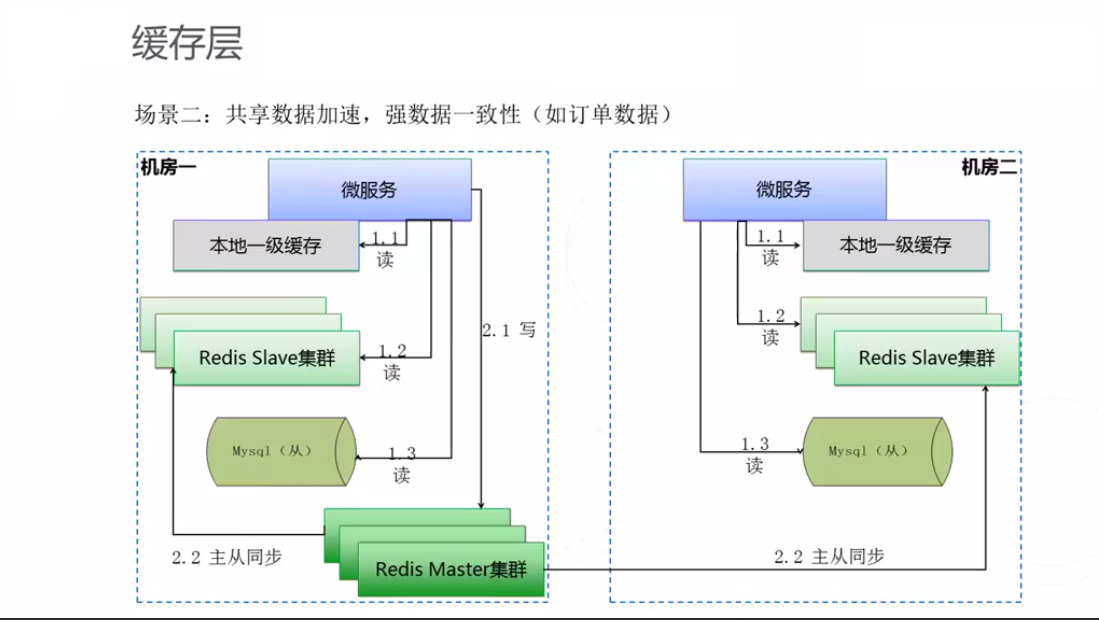 缓存层
场景二：共享数据加速，强数据一致性（如订单数据）
机房一
微服务
本地一级缓存
1.1
读
2.1 写
Redis Slave集群
1.2
读
Mysql（从）
1.3
读
2.2 主从同步
Redis Master集群
机房二
微服务
1.1
读
本地一级缓存
1.2
读
Redis Slave集群
1.3
读
Mysql（从）
2.2 主从同步